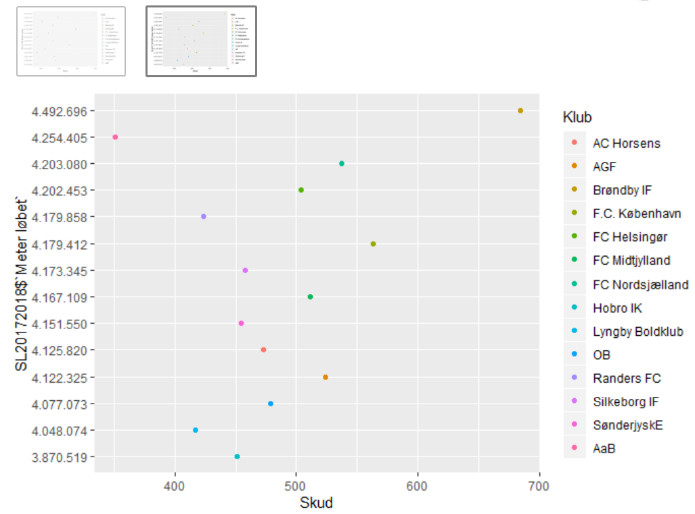 4.492.696
4.254.405
4.203.080
4.202.453
4.179.858
4.179.412
4.173.345
4.167.109
4.151.550
4.125.820
4.122.325
4.077.073
4.048.074
3.870.519
SL20172018$`Meter løbet`
400 500 600 700
Skud
Klub
AC Horsens
AGF
Brøndby IF
F.C. København
FC Helsingør
FC Midtjylland
FC Nordsjælland
Hobro IK
Lyngby Boldklub
OB
Randers FC
Silkeborg IF
SønderjyskE
AaB